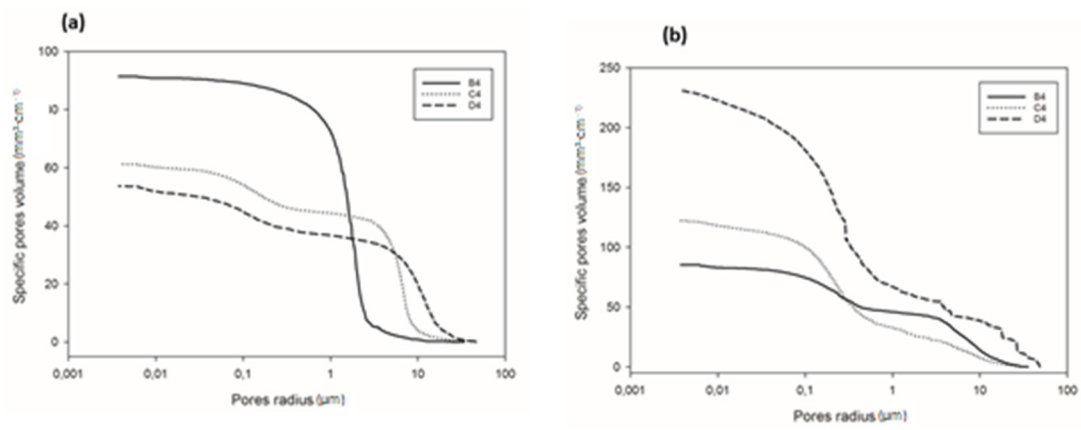 (a)
100
B4
C4
D4
60
40
20
0
0,001
0,01
0,1
1
10
100
Specific pores volume (mm³·cm⁻¹)
Pores radius (µm)
(b)
250
B4
C4
D4
200
150
100
50
0
0,001
0,01
0,1
1
10
100
Specific pores volume (mm³·cm⁻¹)
Pores radius (µm)